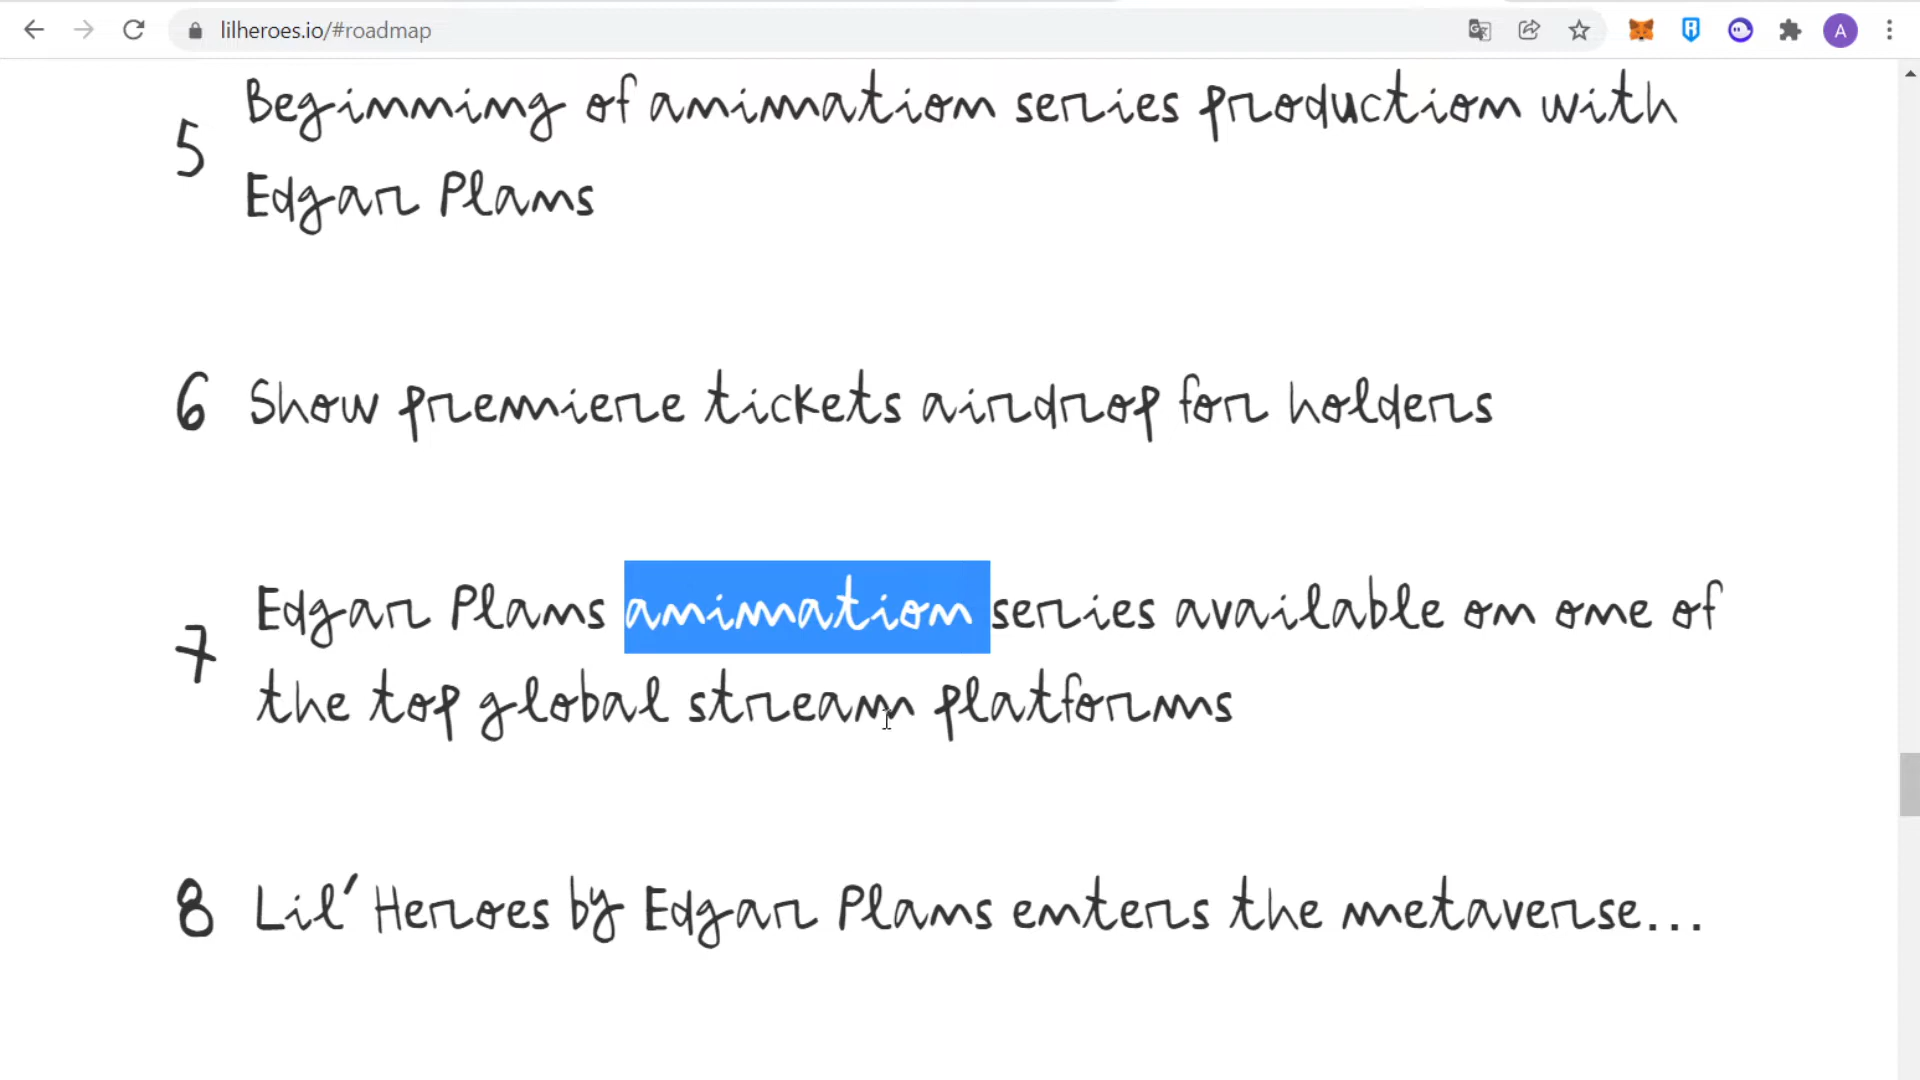 lilheroes.io/#roadmap
A
5
Beginning of animation series production with
Edgar Plans
6 Show premiere tickets airdrop for holders
7
Edgar Plans animation series available on one of
the top global stream platforms
8 Lil' Heroes by Edgar Plans enters the metaverse...